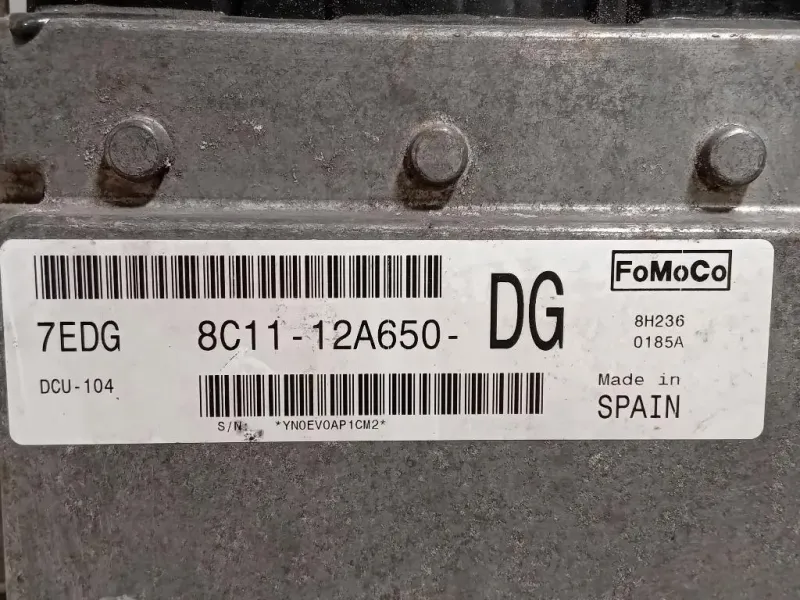 FoMoCo
7EDG 8C11-12A650- DG
8H236
0185A
DCU-104
Made in
SPAIN
S/N: *YN0EV0AP1CM2*